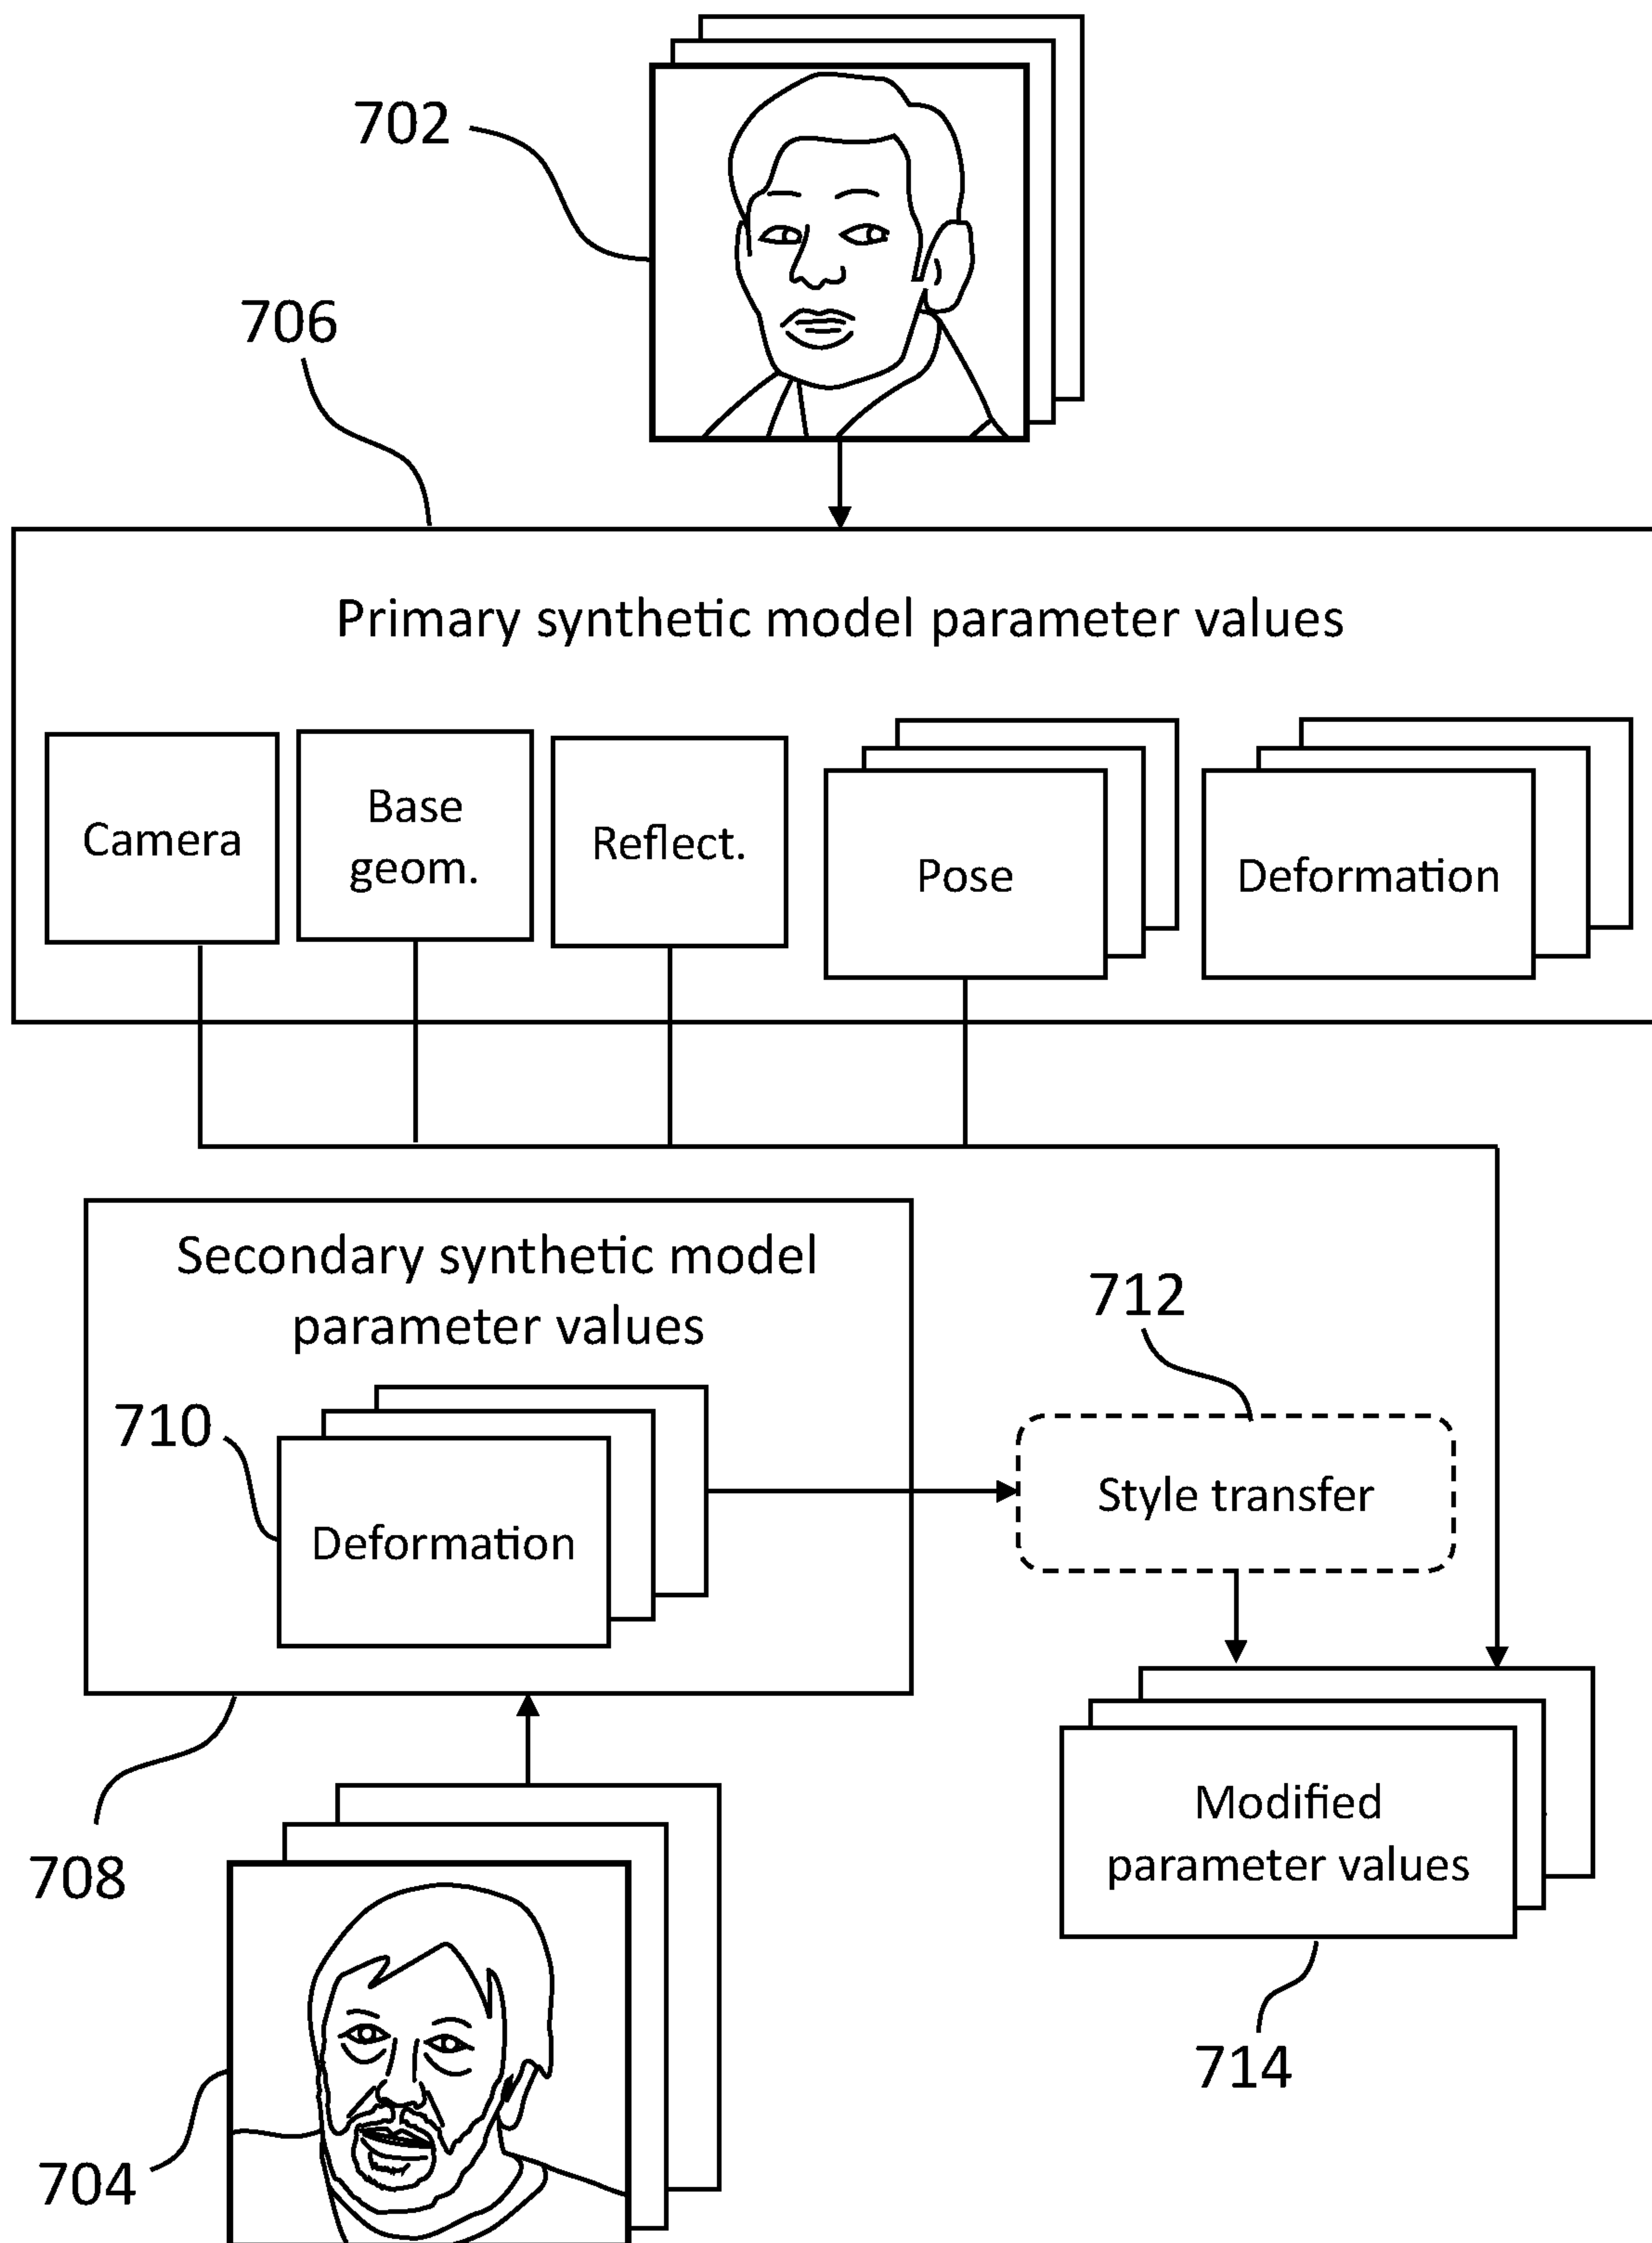 702
706
Primary synthetic model parameter values
Camera
Base
geom.
Reflect.
Pose
Deformation
Secondary synthetic model
parameter values
712
710
Style transfer
Deformation
Modified
parameter values
708
714
704